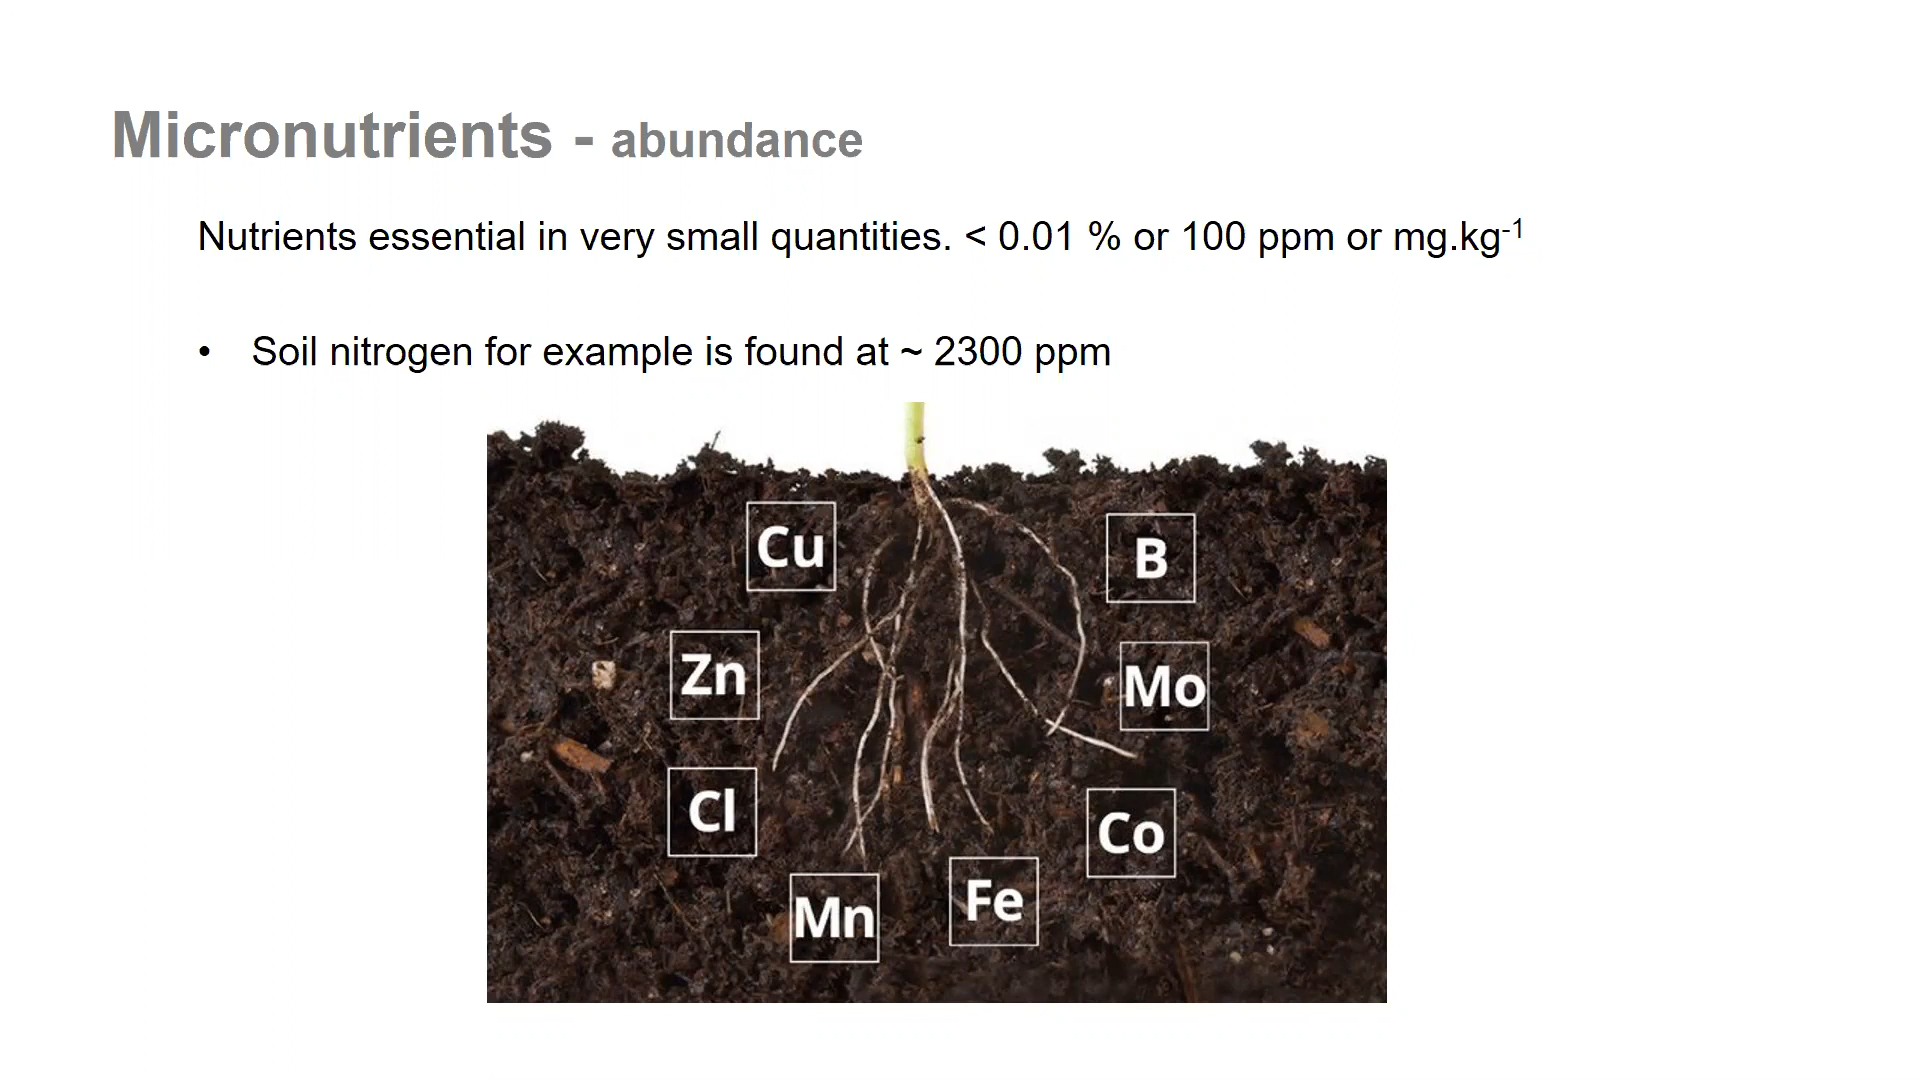 Micronutrients - abundance
Nutrients essential in very small quantities. < 0.01 % or 100 ppm or mg.kg⁻¹
• Soil nitrogen for example is found at ~ 2300 ppm
Cu
B
Zn
Mo
Cl
Co
Mn
Fe